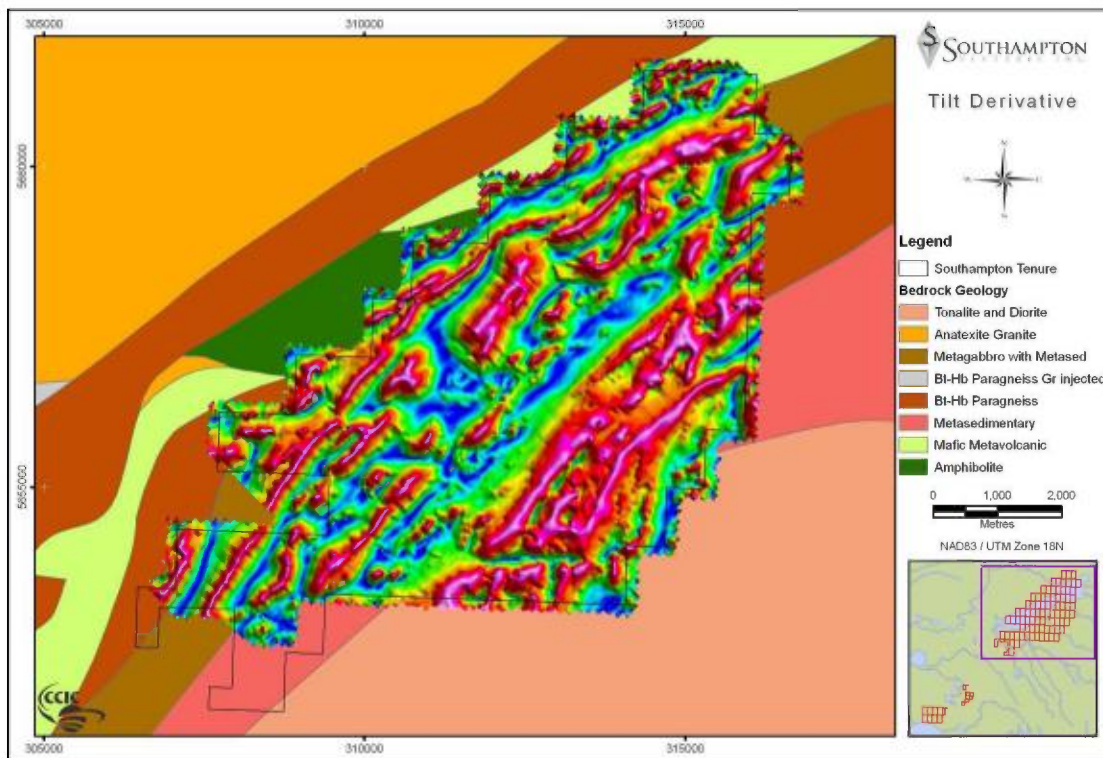 305000 310000 315000
SOUTHAMPTON
VENTURES INC.
Tilt Derivative
N
W E
S
5660000
Legend
Southampton Tenure
Bedrock Geology
Tonalite and Diorite
Anatexite Granite
Metagabbro with Metased
Bt-Hb Paragneiss Gr injected
Bt-Hb Paragneiss
Metasedimentary
Mafic Metavolcanic
Amphibolite
5655000
0 1,000 2,000
Metres
NAD83 / UTM Zone 18N
CCIC
305000 310000 315000